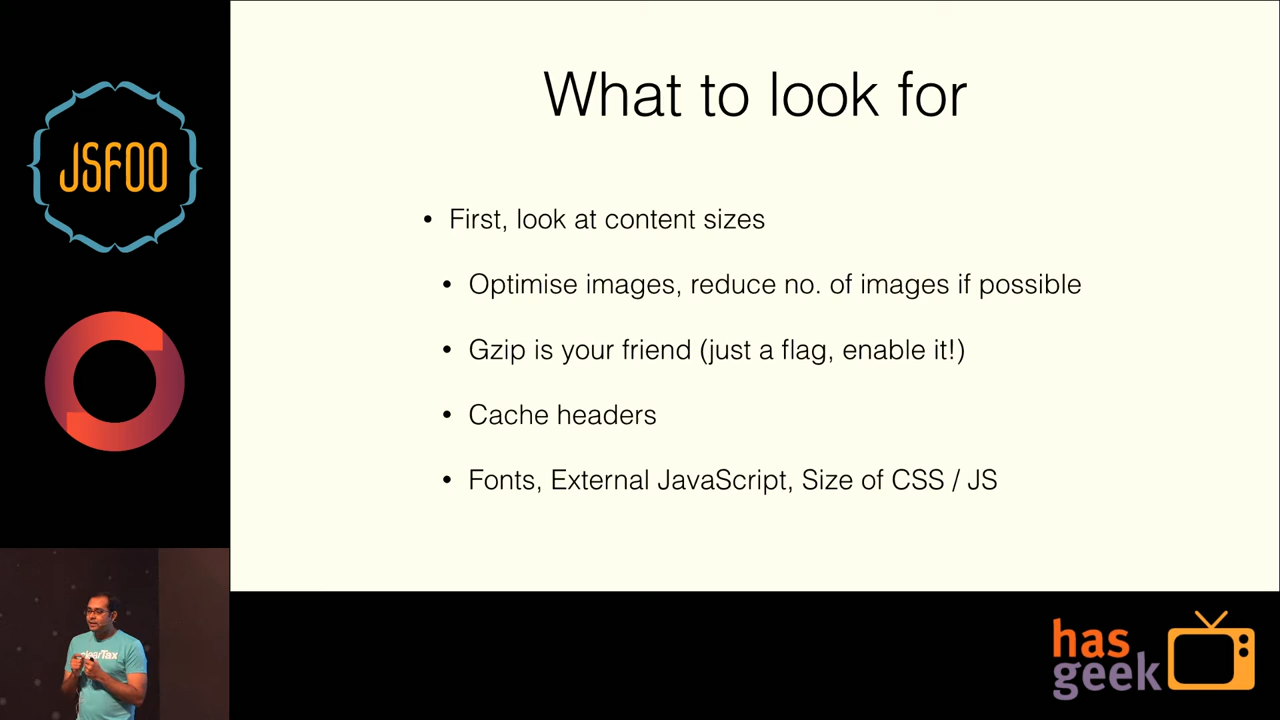 What to look for
JSFOO
• First, look at content sizes
• Optimise images, reduce no. of images if possible
• Gzip is your friend (just a flag, enable it!)
• Cache headers
• Fonts, External JavaScript, Size of CSS / JS
clearTax
has
geek